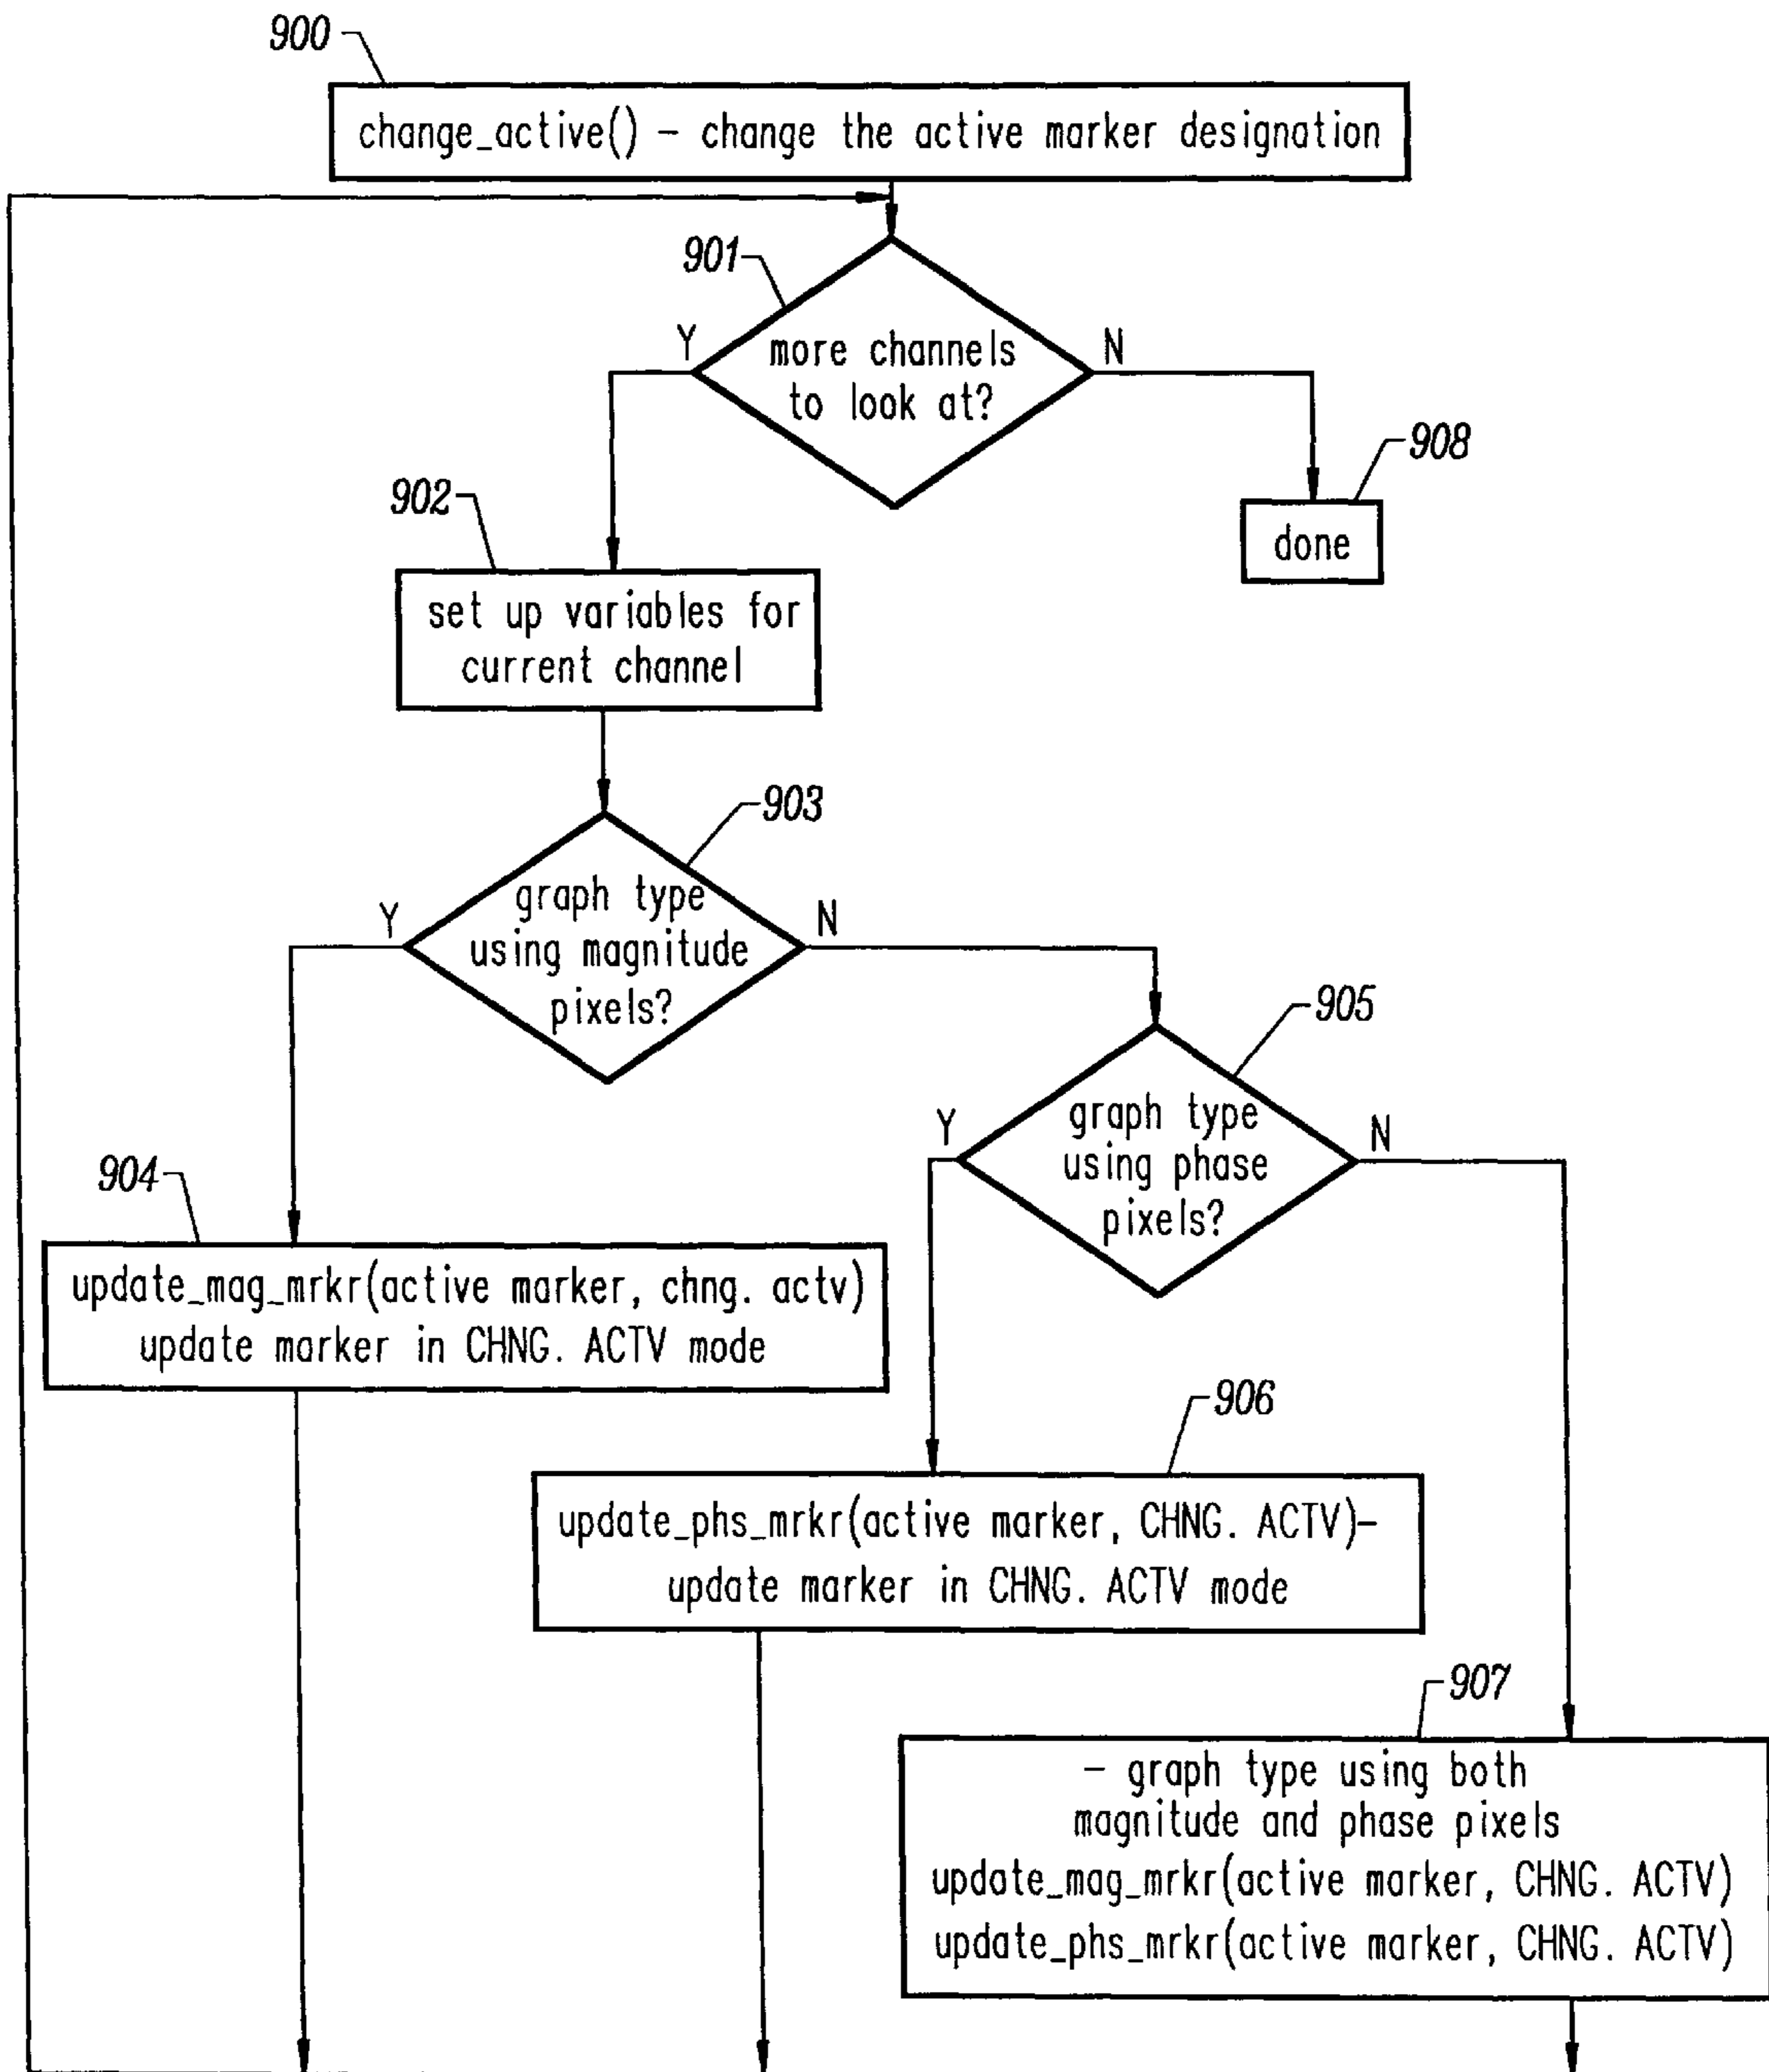 900
change_active() – change the active marker designation
901
Y
more channels
to look at?
N
908
done
902
set up variables for
current channel
903
Y
graph type
using magnitude
pixels?
N
905
Y
graph type
using phase
pixels?
N
904
update_mag_mrkr(active marker, chng. actv)
update marker in CHNG. ACTV mode
906
update_phs_mrkr(active marker, CHNG. ACTV)–
update marker in CHNG. ACTV mode
907
– graph type using both
magnitude and phase pixels
update_mag_mrkr(active marker, CHNG. ACTV)
update_phs_mrkr(active marker, CHNG. ACTV)